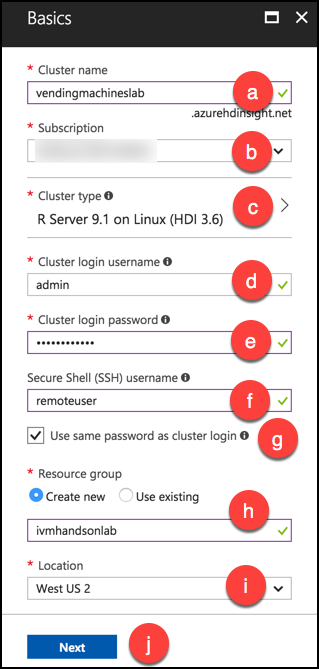 Basics
* Cluster name
vendingmachineslab a
.azurehdinsight.net
* Subscription
b
* Cluster type
R Server 9.1 on Linux (HDI 3.6) c
* Cluster login username
admin d
* Cluster login password
•••••••••••• e
Secure Shell (SSH) username
remoteuser f
Use same password as cluster login g
* Resource group
Create new Use existing
ivmhandsonlab h
* Location
West US 2 i
Next j